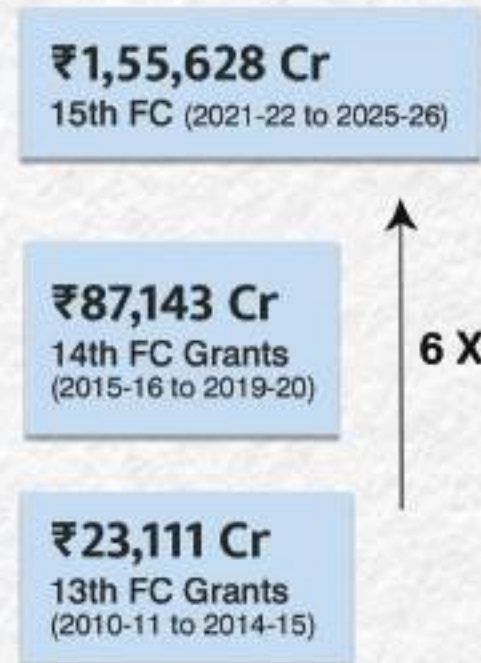 ₹1,55,628 Cr
15th FC (2021-22 to 2025-26)
₹87,143 Cr
14th FC Grants
(2015-16 to 2019-20)
6 X
₹23,111 Cr
13th FC Grants
(2010-11 to 2014-15)